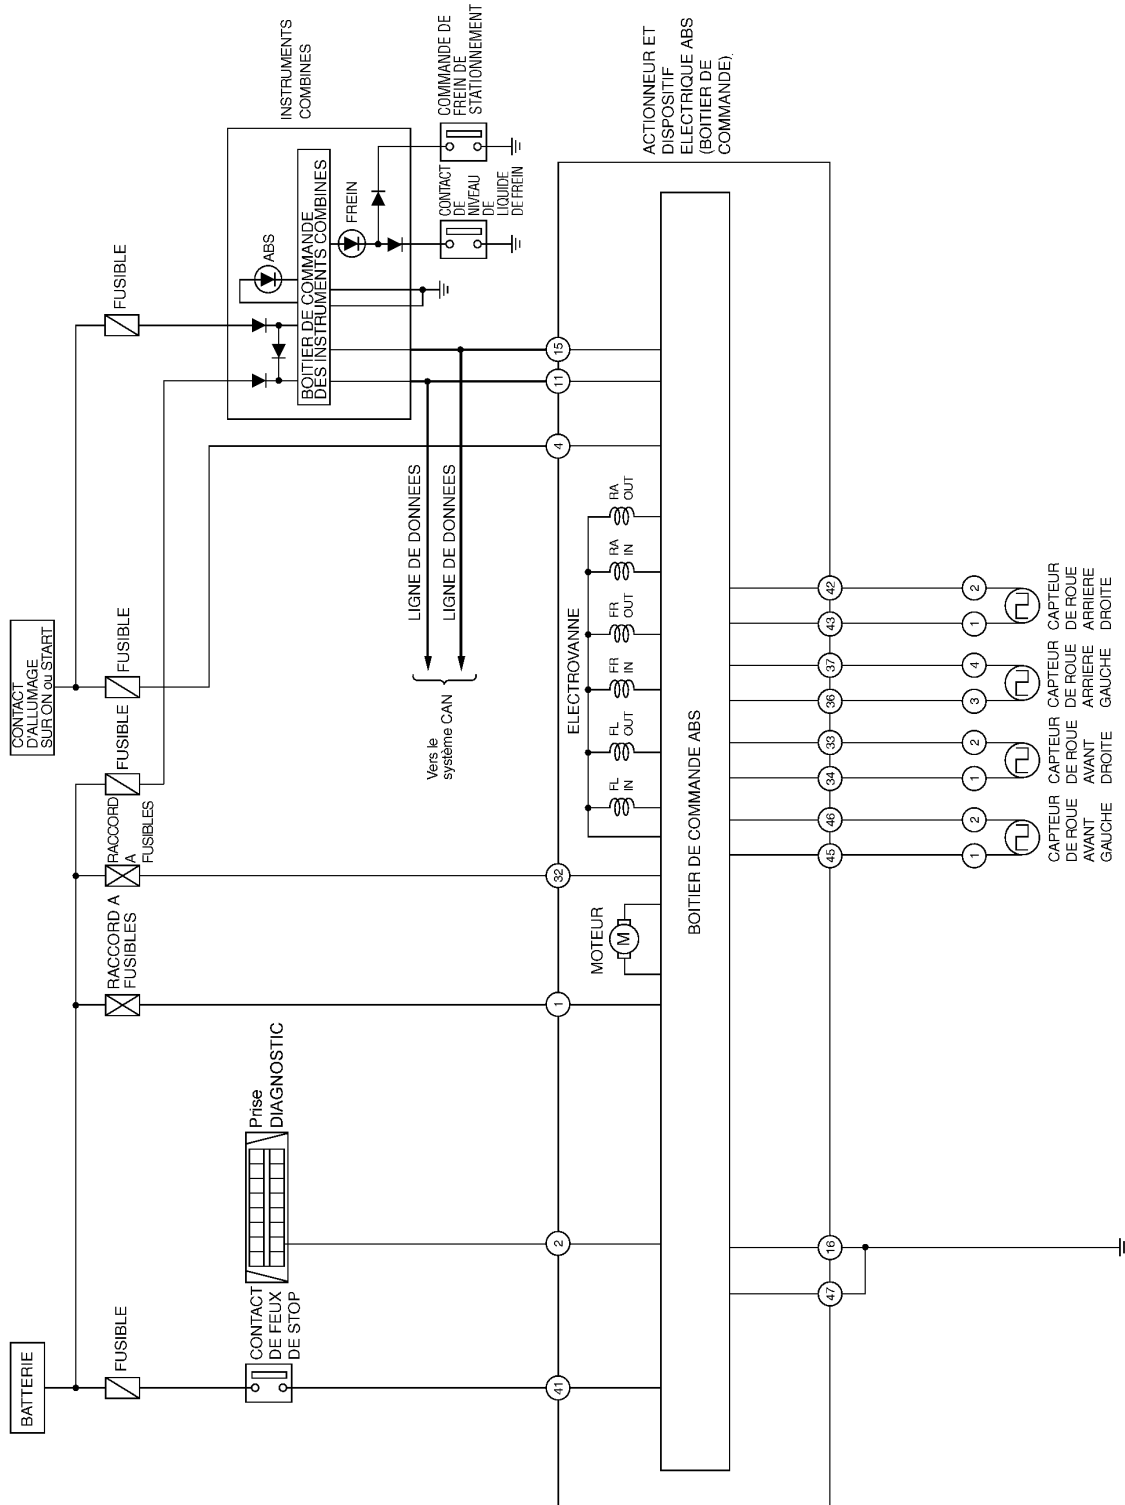 BATTERIE
CONTACT
D'ALLUMAGE
SUR ON ou START
FUSIBLE
RACCORD A
FUSIBLES
RACCORD
A
FUSIBLES
FUSIBLE
FUSIBLE
FUSIBLE
CONTACT
DE FEUX
DE STOP
Prise
DIAGNOSTIC
INSTRUMENTS
COMBINES
BOITIER DE COMMANDE
DES INSTRUMENTS COMBINES
ABS
FREIN
CONTACT
DE
NIVEAU
DE
LIQUIDE
DE FREIN
COMMANDE DE
FREIN DE
STATIONNEMENT
LIGNE DE DONNEES
LIGNE DE DONNEES
Vers le
système CAN
41
2
1
32
4
11
15
ACTIONNEUR ET
DISPOSITIF
ELECTRIQUE ABS
(BOITIER DE
COMMANDE)
MOTEUR
M
ELECTROVANNE
FL
IN
FL
OUT
FR
IN
FR
OUT
RA
IN
RA
OUT
BOITIER DE COMMANDE ABS
47
16
45
46
34
33
36
37
43
42
1
2
1
2
3
4
1
2
CAPTEUR
DE ROUE
AVANT
GAUCHE
CAPTEUR
DE ROUE
AVANT
DROITE
CAPTEUR
DE ROUE
ARRIERE
GAUCHE
CAPTEUR
DE ROUE
ARRIERE
DROITE